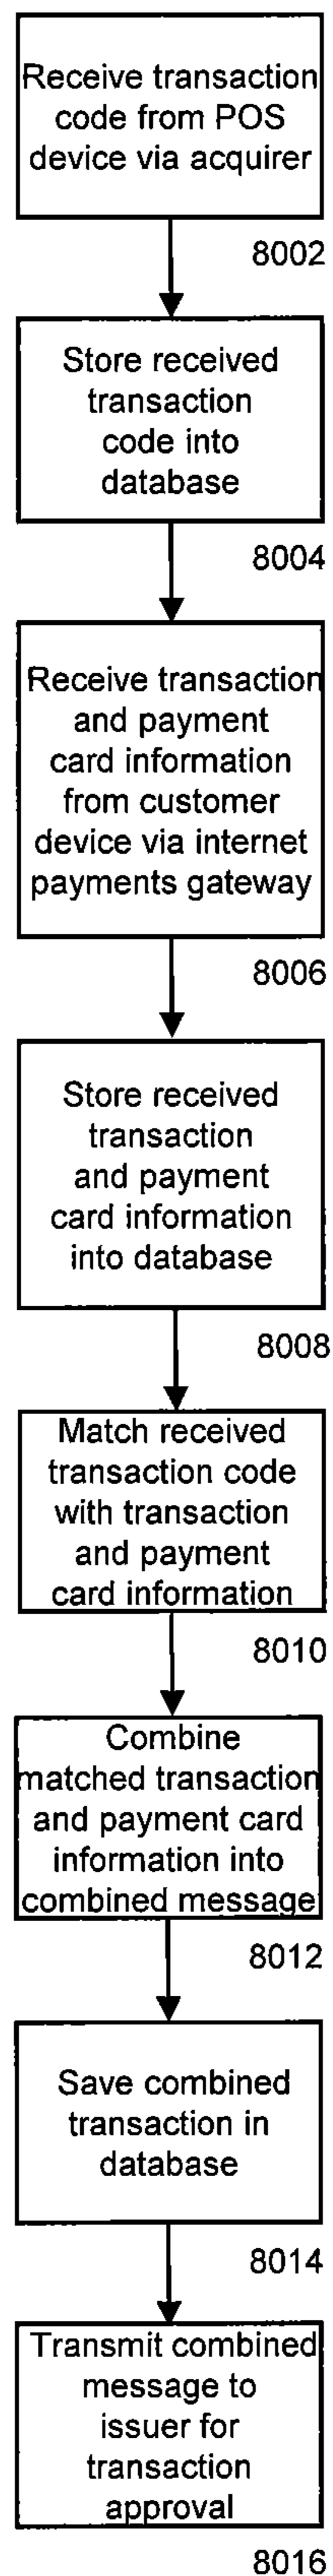 Receive transaction
code from POS
device via acquirer
8002
Store received
transaction
code into
database
8004
Receive transaction
and payment
card information
from customer
device via internet
payments gateway
8006
Store received
transaction
and payment
card information
into database
8008
Match received
transaction code
with transaction
and payment
card information
8010
Combine
matched transaction
and payment card
information into
combined message
8012
Save combined
transaction in
database
8014
Transmit combined
message to
issuer for
transaction
approval
8016